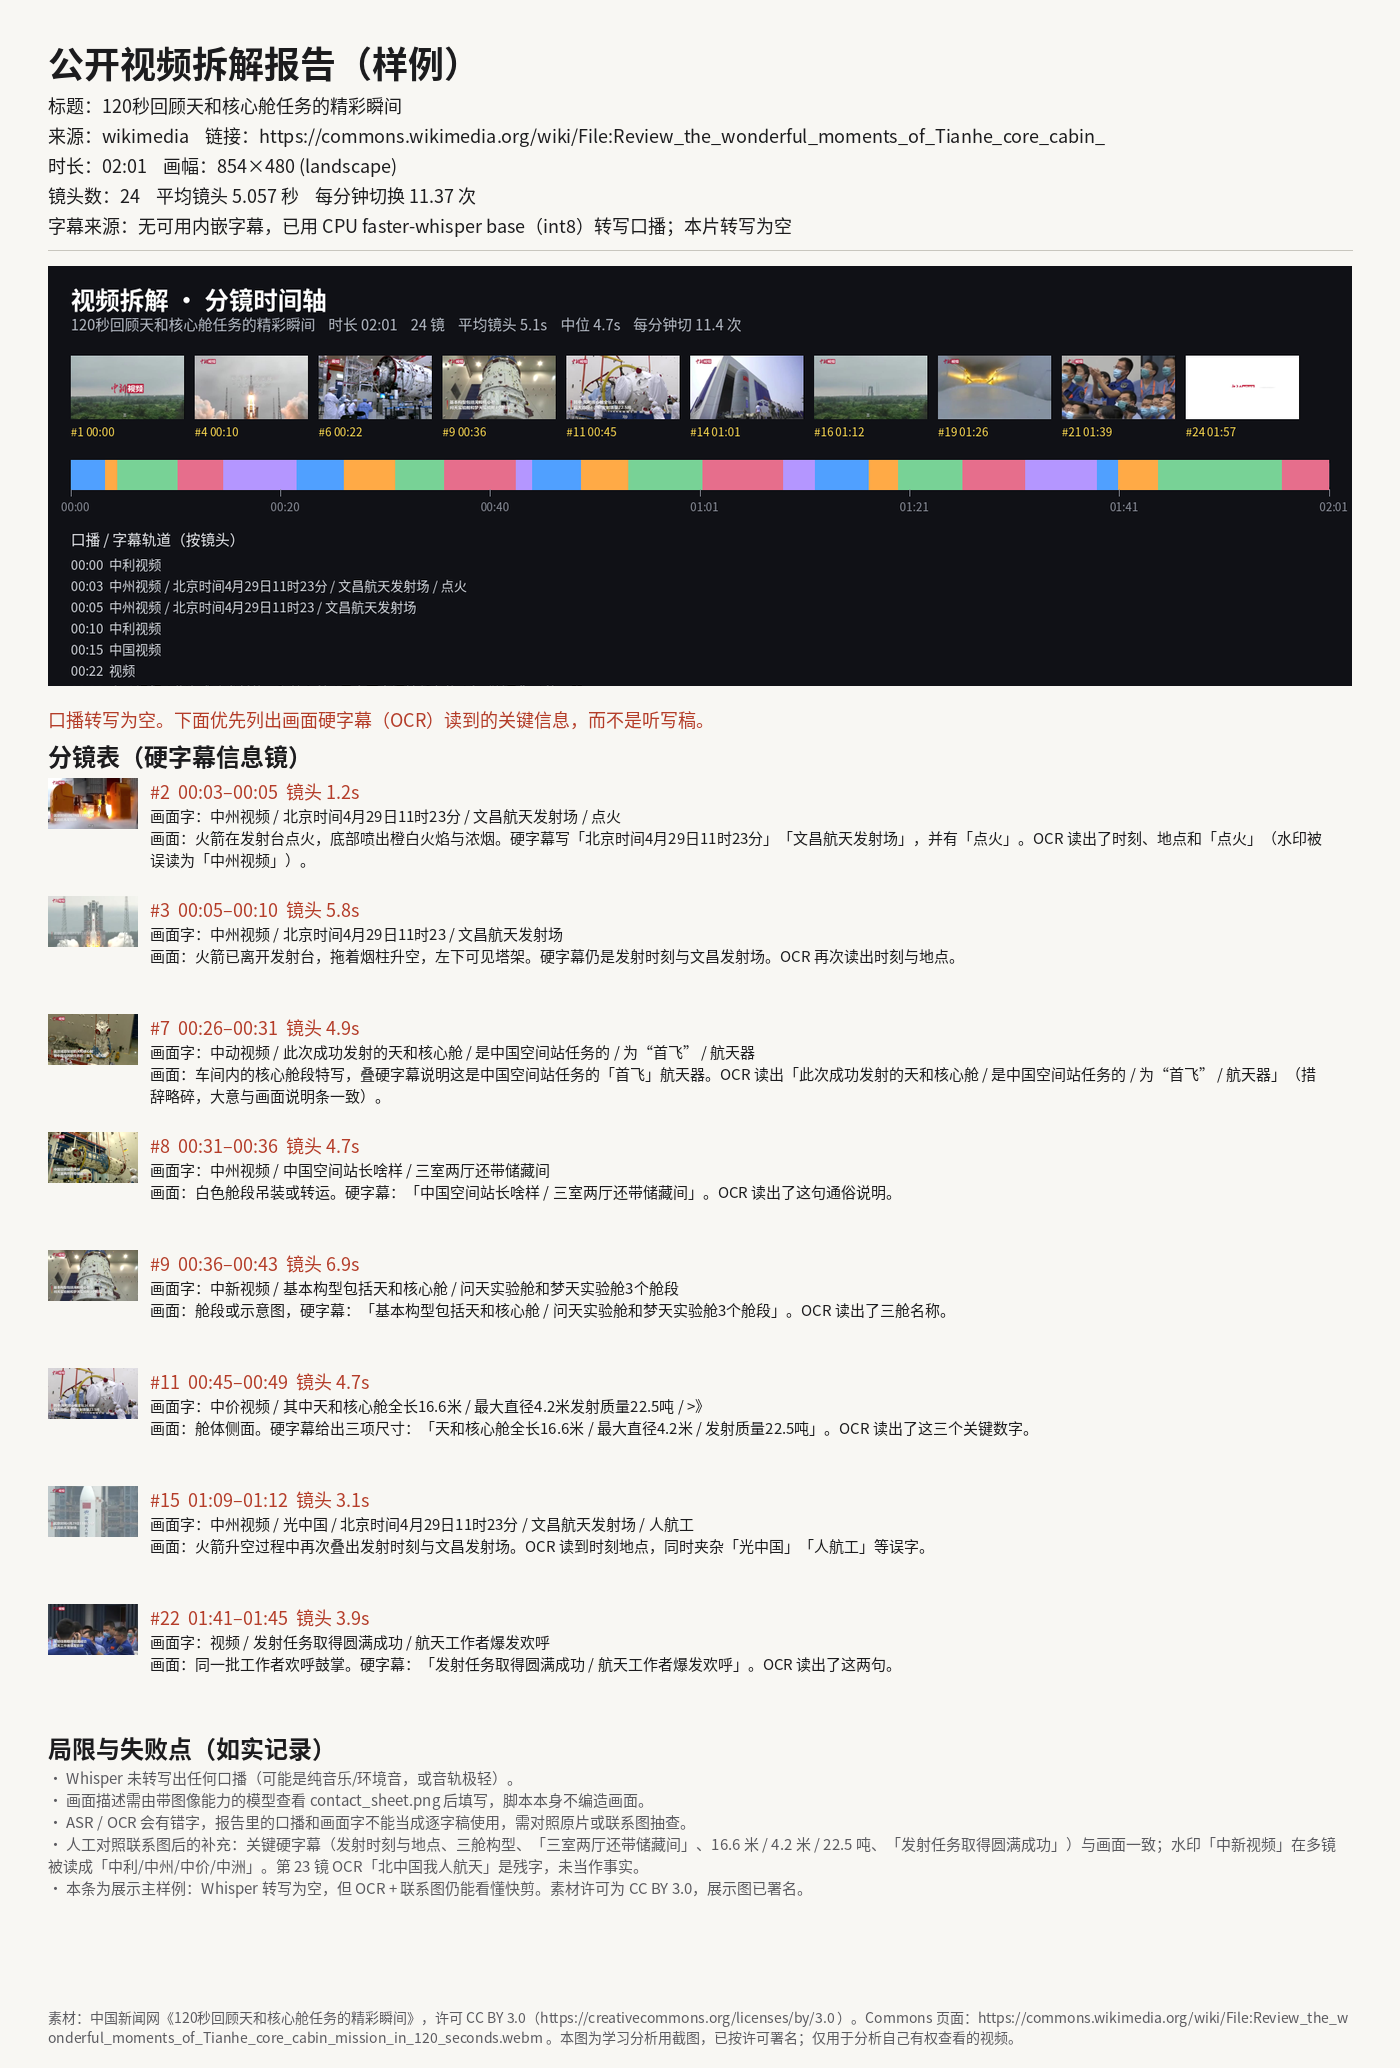 公开视频拆解报告（样例）
标题：120秒回顾天和核心舱任务的精彩瞬间
来源：wikimedia 链接：https://commons.wikimedia.org/wiki/File:Review_the_wonderful_moments_of_Tianhe_core_cabin_
时长：02:01 画幅：854×480 (landscape)
镜头数：24 平均镜头 5.057 秒 每分钟切换 11.37 次
字幕来源：无可用内嵌字幕，已用 CPU faster-whisper base（int8）转写口播；本片转写为空
视频拆解 · 分镜时间轴
120秒回顾天和核心舱任务的精彩瞬间 时长 02:01 24 镜 平均镜头 5.1s 中位 4.7s 每分钟切 11.4 次
中新视频
#1 00:00 #4 00:10 #6 00:22 #9 00:36 #11 00:45 #14 01:01 #16 01:12 #19 01:26 #21 01:39 #24 01:57
00:00 00:20 00:40 01:01 01:21 01:41 02:01
口播 / 字幕轨道（按镜头）
00:00 中利视频
00:03 中州视频 / 北京时间4月29日11时23分 / 文昌航天发射场 / 点火
00:05 中州视频 / 北京时间4月29日11时23 / 文昌航天发射场
00:10 中利视频
00:15 中国视频
00:22 视频
口播转写为空。下面优先列出画面硬字幕（OCR）读到的关键信息，而不是听写稿。
分镜表（硬字幕信息镜）
#2 00:03–00:05 镜头 1.2s
画面字：中州视频 / 北京时间4月29日11时23分 / 文昌航天发射场 / 点火
画面：火箭在发射台点火，底部喷出橙白火焰与浓烟。硬字幕写「北京时间4月29日11时23分」「文昌航天发射场」，并有「点火」。OCR 读出了时刻、地点和「点火」（水印被
误读为「中州视频」）。
#3 00:05–00:10 镜头 5.8s
画面字：中州视频 / 北京时间4月29日11时23 / 文昌航天发射场
画面：火箭已离开发射台，拖着烟柱升空，左下可见塔架。硬字幕仍是发射时刻与文昌发射场。OCR 再次读出时刻与地点。
#7 00:26–00:31 镜头 4.9s
画面字：中动视频 / 此次成功发射的天和核心舱 / 是中国空间站任务的 / 为“首飞” / 航天器
画面：车间内的核心舱段特写，叠硬字幕说明这是中国空间站任务的「首飞」航天器。OCR 读出「此次成功发射的天和核心舱 / 是中国空间站任务的 / 为“首飞” / 航天器」（措
辞略碎，大意与画面说明条一致）。
#8 00:31–00:36 镜头 4.7s
画面字：中州视频 / 中国空间站长啥样 / 三室两厅还带储藏间
画面：白色舱段吊装或转运。硬字幕：「中国空间站长啥样 / 三室两厅还带储藏间」。OCR 读出了这句通俗说明。
#9 00:36–00:43 镜头 6.9s
画面字：中新视频 / 基本构型包括天和核心舱 / 问天实验舱和梦天实验舱3个舱段
画面：舱段或示意图，硬字幕：「基本构型包括天和核心舱 / 问天实验舱和梦天实验舱3个舱段」。OCR 读出了三舱名称。
#11 00:45–00:49 镜头 4.7s
画面字：中价视频 / 其中天和核心舱全长16.6米 / 最大直径4.2米发射质量22.5吨 / >》
画面：舱体侧面。硬字幕给出三项尺寸：「天和核心舱全长16.6米 / 最大直径4.2米 / 发射质量22.5吨」。OCR 读出了这三个关键数字。
#15 01:09–01:12 镜头 3.1s
画面字：中州视频 / 光中国 / 北京时间4月29日11时23分 / 文昌航天发射场 / 人航工
画面：火箭升空过程中再次叠出发射时刻与文昌发射场。OCR 读到时刻地点，同时夹杂「光中国」「人航工」等误字。
#22 01:41–01:45 镜头 3.9s
画面字：视频 / 发射任务取得圆满成功 / 航天工作者爆发欢呼
画面：同一批工作者欢呼鼓掌。硬字幕：「发射任务取得圆满成功 / 航天工作者爆发欢呼」。OCR 读出了这两句。
局限与失败点（如实记录）
· Whisper 未转写出任何口播（可能是纯音乐/环境音，或音轨极轻）。
· 画面描述需由带图像能力的模型查看 contact_sheet.png 后填写，脚本本身不编造画面。
· ASR / OCR 会有错字，报告里的口播和画面字不能当成逐字稿使用，需对照原片或联系图抽查。
· 人工对照联系图后的补充：关键硬字幕（发射时刻与地点、三舱构型、「三室两厅还带储藏间」、16.6 米 / 4.2 米 / 22.5 吨、「发射任务取得圆满成功」）与画面一致；水印「中新视频」在多镜
被读成「中利/中州/中价/中洲」。第 23 镜 OCR「北中国我人航天」是残字，未当作事实。
· 本条为展示主样例：Whisper 转写为空，但 OCR + 联系图仍能看懂快剪。素材许可为 CC BY 3.0，展示图已署名。
素材：中国新闻网《120秒回顾天和核心舱任务的精彩瞬间》，许可 CC BY 3.0（https://creativecommons.org/licenses/by/3.0 ）。Commons 页面：https://commons.wikimedia.org/wiki/File:Review_the_w
onderful_moments_of_Tianhe_core_cabin_mission_in_120_seconds.webm 。本图为学习分析用截图，已按许可署名；仅用于分析自己有权查看的视频。